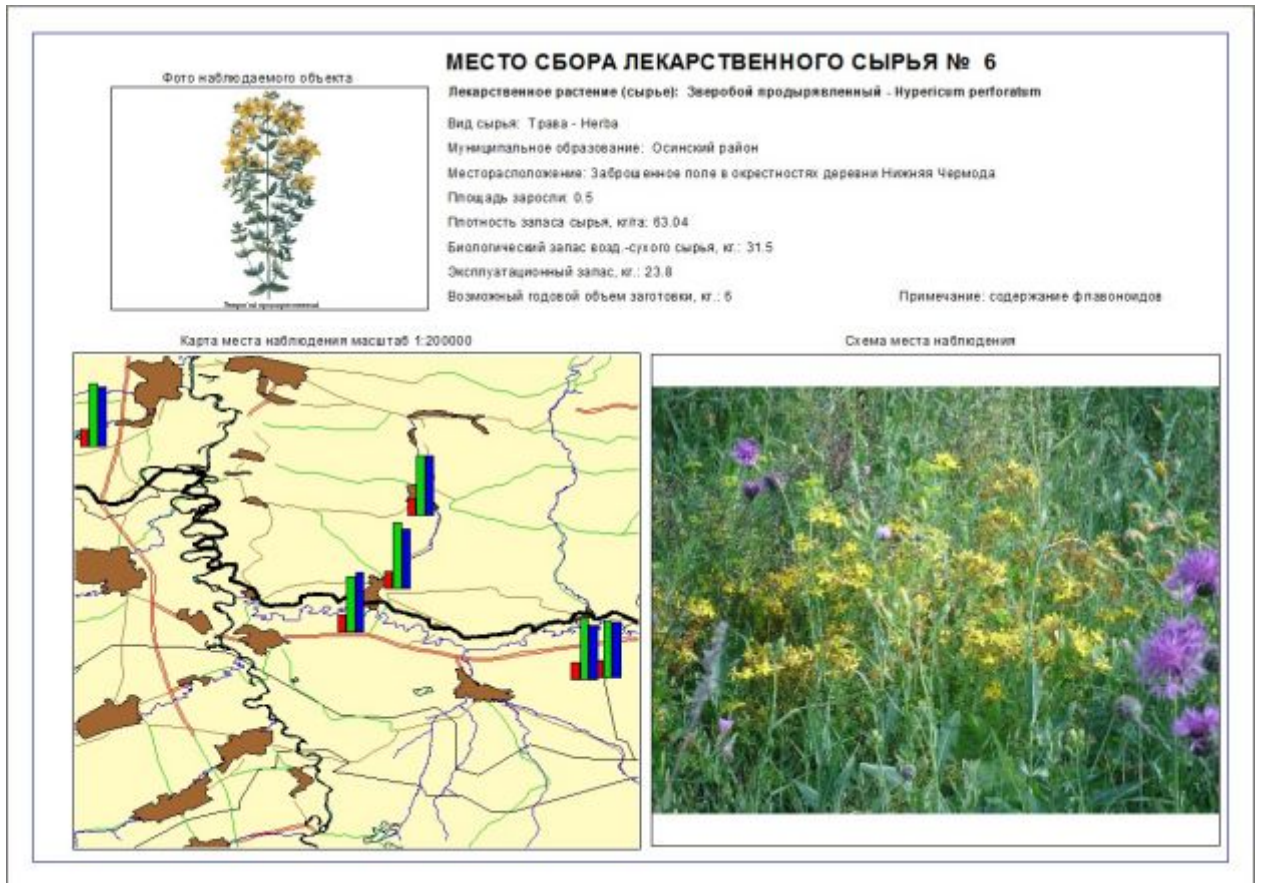 МЕСТО СБОРА ЛЕКАРСТВЕННОГО СЫРЬЯ № 6
Фото наблюдаемого объекта
Лекарственное растение (сырье): Зверобой продырявленный - Hypericum perforatum
Вид сырья: Трава - Herba
Муниципальное образование: Осинский район
Месторасположение: Заброшенное поле в окрестностях деревни Нижняя Чермода
Площадь заросли: 0.5
Плотность запаса сырья, кг/га: 63.04
Биологический запас возд.-сухого сырья, кг.: 31.5
Эксплуатационный запас, кг.: 23.8
Возможный годовой объем заготовки, кг.: 6
Примечание: содержание флавоноидов
Карта места наблюдения масштаб 1:200000
Схема места наблюдения